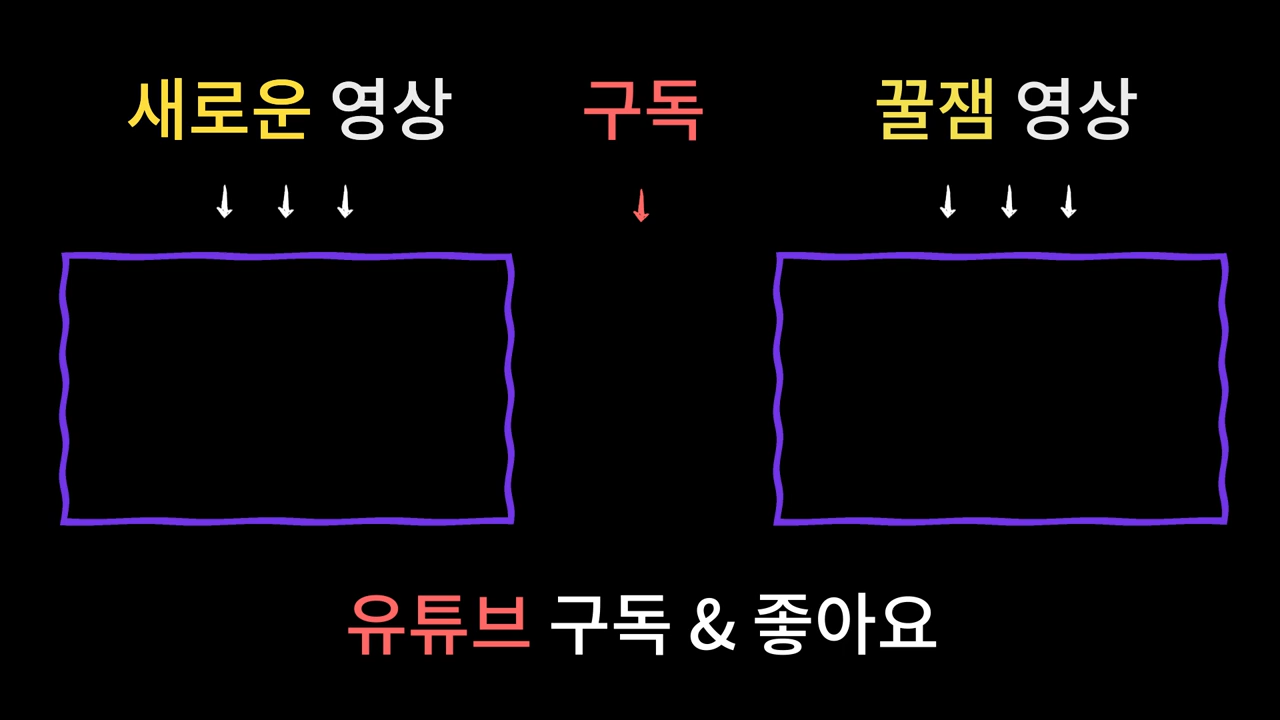 새로운 영상
구독
꿀잼 영상
유튜브 구독 & 좋아요